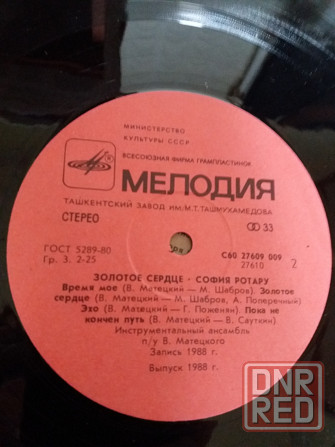 МИНИСТЕРСТВО
КУЛЬТУРЫ СССР
ВСЕСОЮЗНАЯ ФИРМА ГРАМПЛАСТИНОК
МЕЛОДИЯ
ТАШКЕНТСКИЙ ЗАВОД ИМ. М.Т. ТАШМУХАМЕДОВА
СТЕРЕО
33
ГОСТ 5289-80
Гр. 3. 2-25
С60 27609 009
27610 2
ЗОЛОТОЕ СЕРДЦЕ - СОФИЯ РОТАРУ
Время мое (В. Матецкий — М. Шабров). Золотое
сердце (В. Матецкий — М. Шабров, А. Поперечный)
Эхо (В. Матецкий — Г. Поженян). Пока не
кончен путь (В. Матецкий — В. Сауткин)
Инструментальный ансамбль
п/у В. Матецкого
Запись 1988 г.
Выпуск 1988 г.
DNR
RED